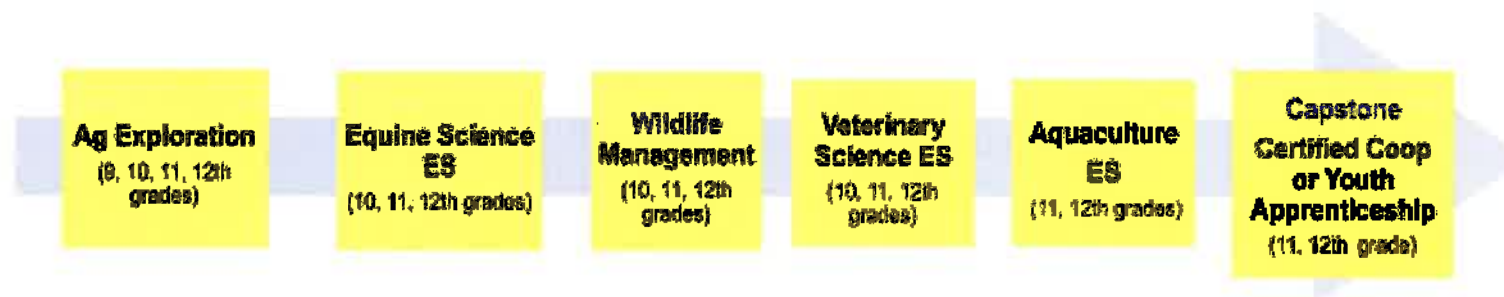 Ag Exploration
(9, 10, 11, 12th
grades)
Equine Science
ES
(10, 11, 12th grades)
Wildlife
Management
(10, 11, 12th
grades)
Veterinary
Science ES
(10, 11, 12th
grades)
Aquaculture
ES
(11, 12th grades)
Capstone
Certified Coop
or Youth
Apprenticeship
(11, 12th grade)